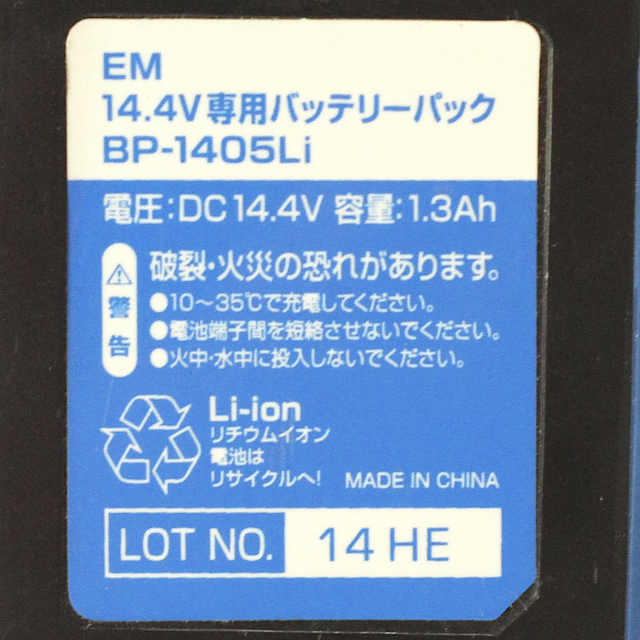 EM
14.4V専用バッテリーパック
BP-1405Li
電圧:DC14.4V 容量:1.3Ah
警告
破裂・火災の恐れがあります。
●10～35℃で充電してください。
●電池端子間を短絡させないでください。
●火中・水中に投入しないでください。
Li-ion
リチウムイオン
電池は
リサイクルへ!
MADE IN CHINA
LOT NO. 14 HE